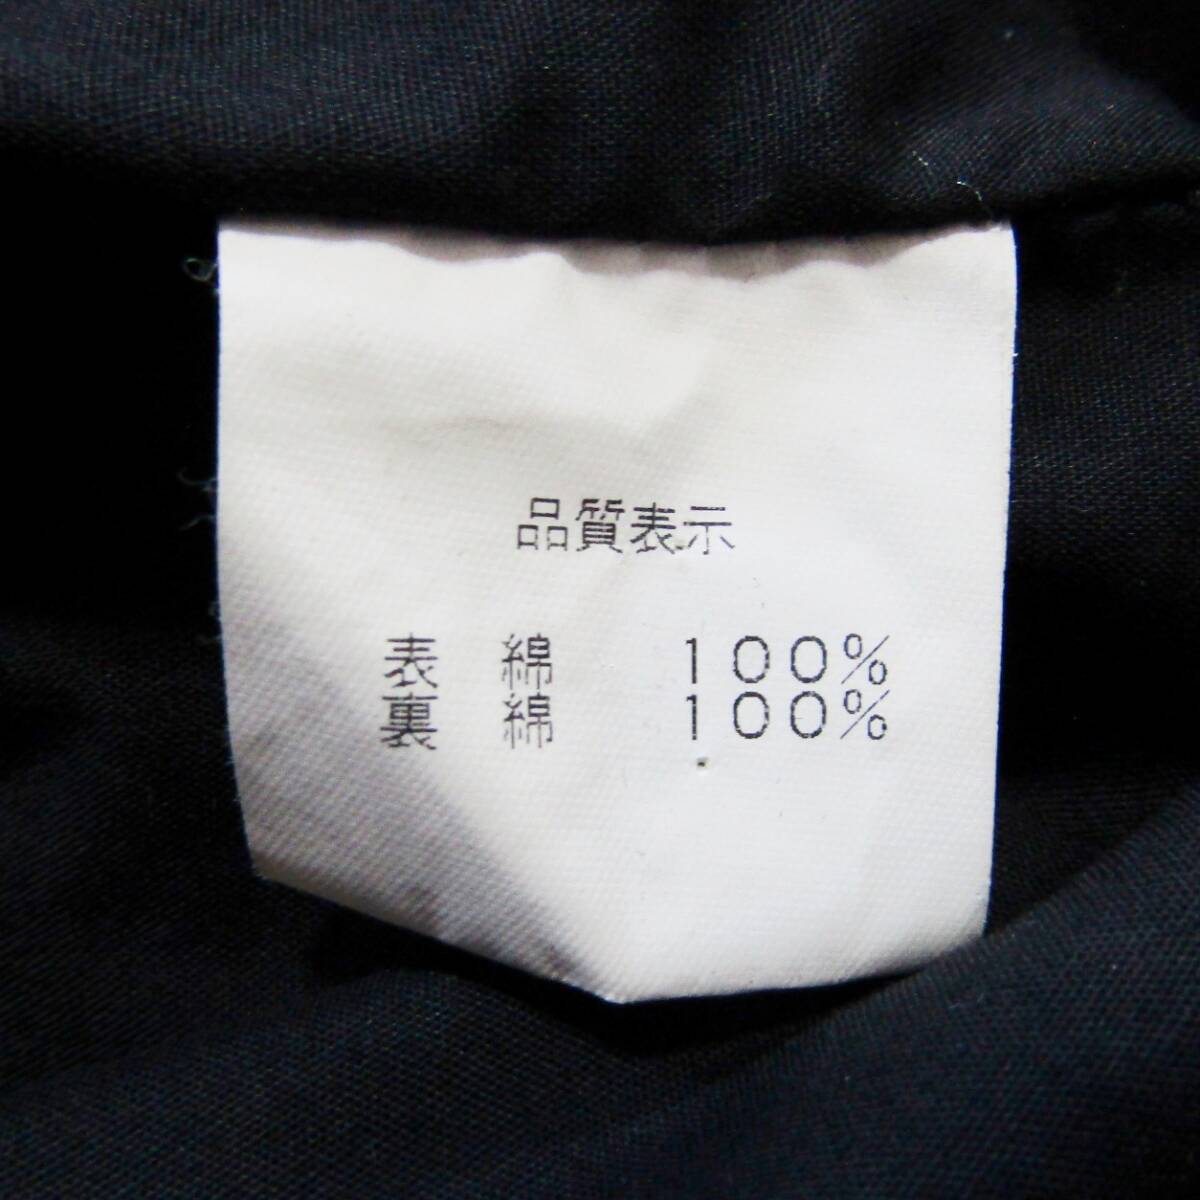 品質表示
表 綿 100%
裏 綿 100%